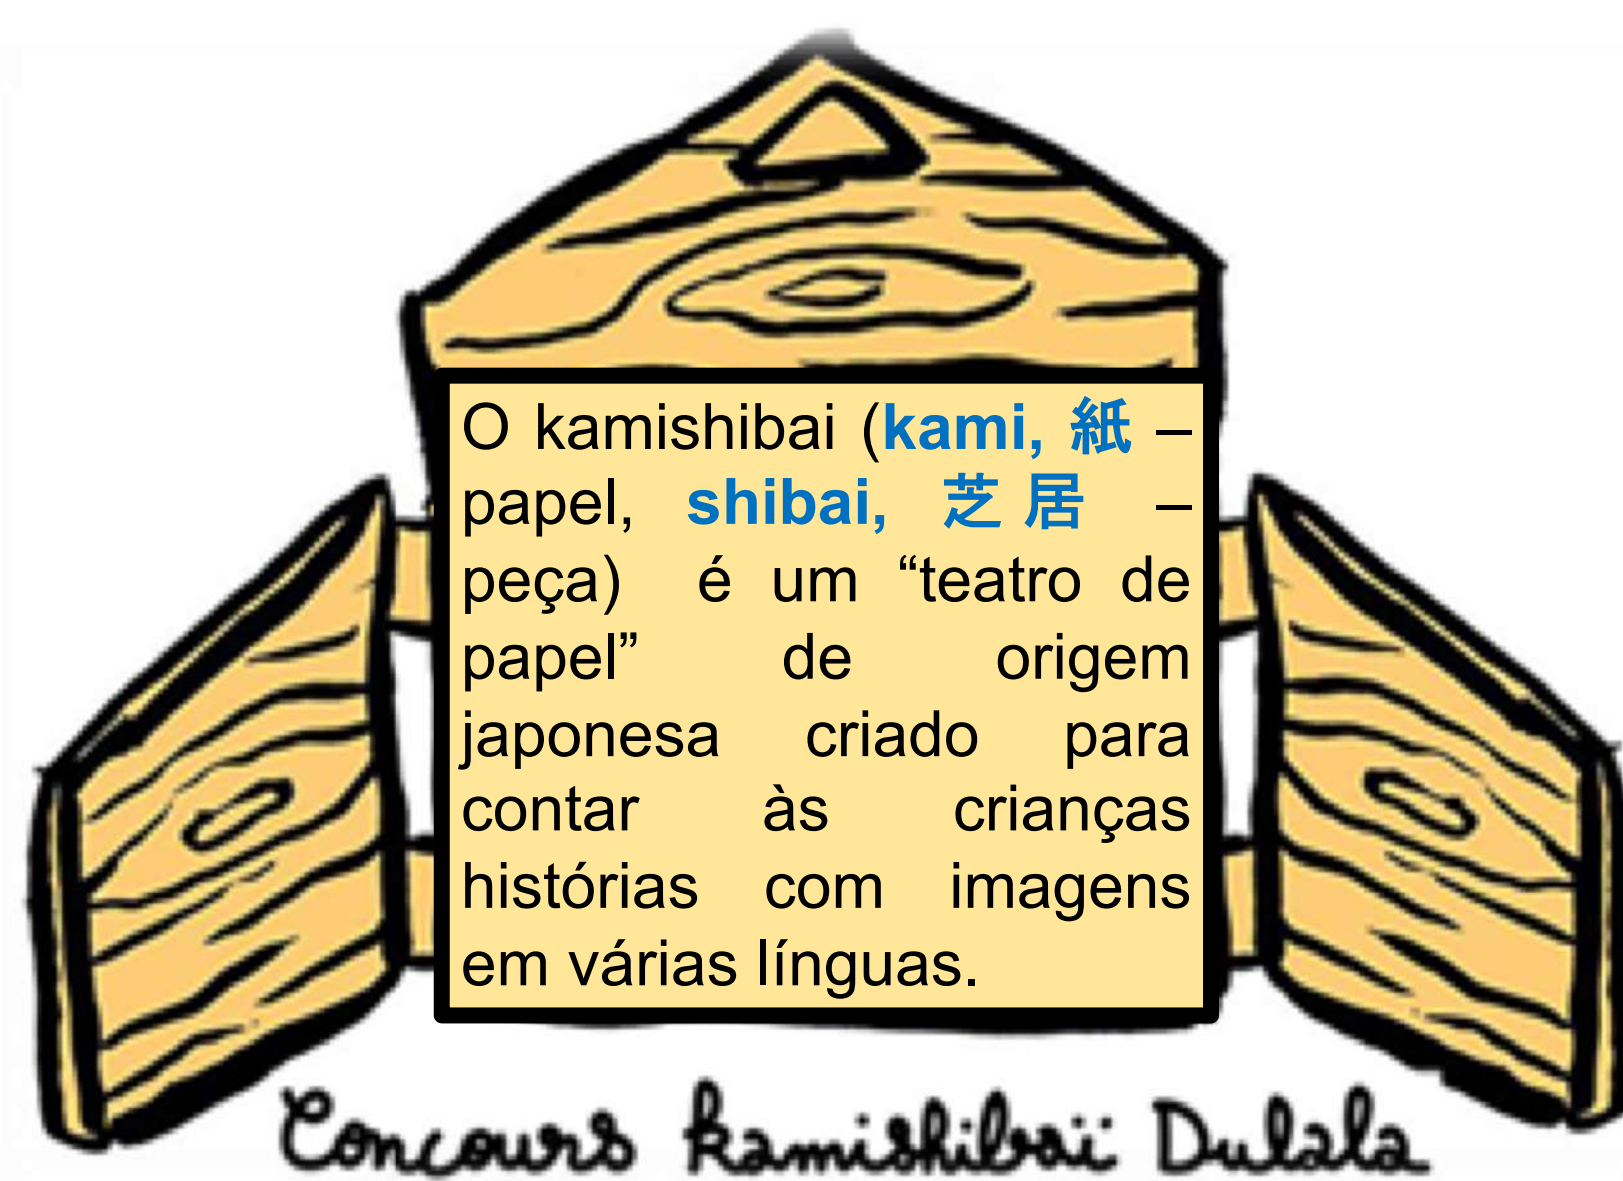 O kamishibai (kami, 紙 –
papel, shibai, 芝居 –
peça) é um “teatro de
papel” de origem
japonesa criado para
contar às crianças
histórias com imagens
em várias línguas.
Concours kamishibaï Dulala